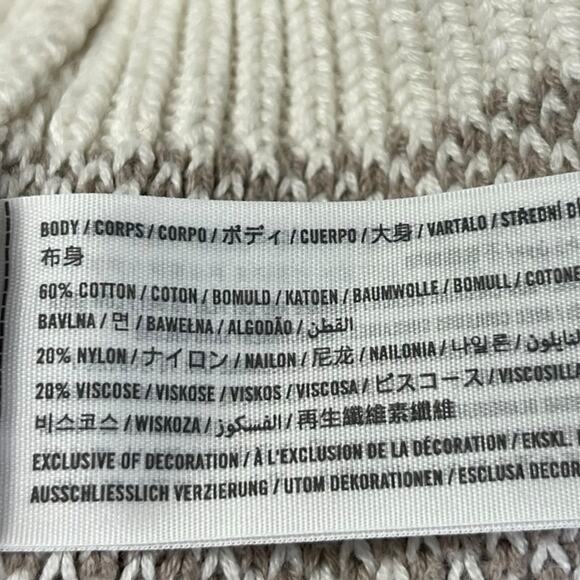 BODY / CORPS / CORPO / ボディ / CUERPO / 大身 / VARTALO / STŘEDNÍ
布身
60% COTTON / COTON / BOMULD / KATOEN / BAUMWOLLE / BOMULL / COTONE
BAVLNA / 면 / BAWEŁNA / ALGODÃO / القطن
20% NYLON / ナイロン / NAILON / 尼龙 / NAILONIA / 나일론 / النايلون
20% VISCOSE / VISKOSE / VISKOS / VISCOSA / ビスコース / VISCOSILLA
비스코스 / WISKOZA / الفسكوز / 再生纖維素纖維
EXCLUSIVE OF DECORATION / À L'EXCLUSION DE LA DÉCORATION / EKSKL.
AUSSCHLIESSLICH VERZIERUNG / UTOM DEKORATIONEN / ESCLUSA